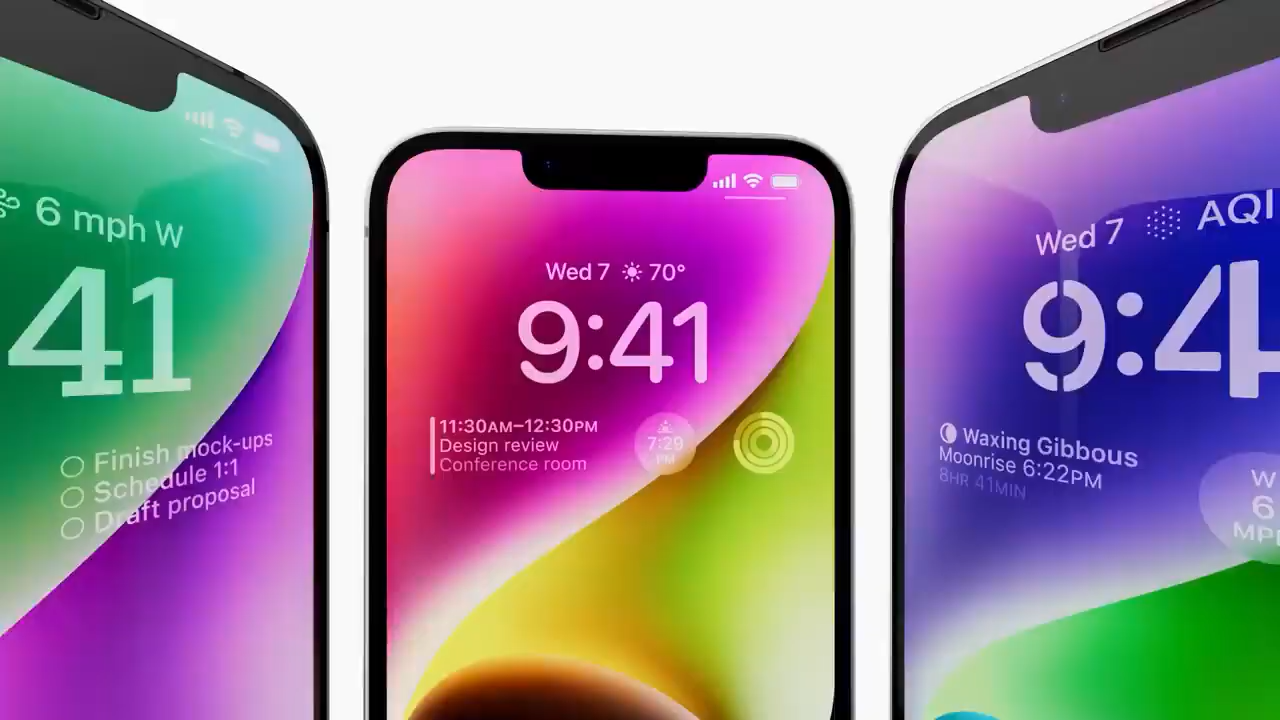 6 mph W
41
Finish mock-ups
Schedule 1:1
Draft proposal
Wed 7 70°
9:41
11:30AM–12:30PM
Design review
Conference room
7:29
PM
Wed 7 AQI
9:4
Waxing Gibbous
Moonrise 6:22PM
8HR 41MIN
W
6